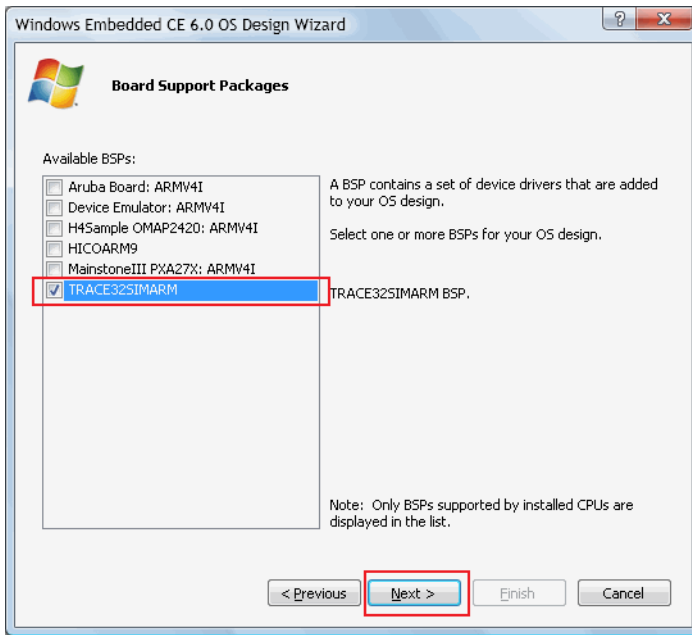 Windows Embedded CE 6.0 OS Design Wizard
Board Support Packages
Available BSPs:
Aruba Board: ARMV4I
Device Emulator: ARMV4I
H4Sample OMAP2420: ARMV4I
HICOARM9
MainstoneIII PXA27X: ARMV4I
TRACE32SIMARM
A BSP contains a set of device drivers that are added
to your OS design.
Select one or more BSPs for your OS design.
TRACE32SIMARM BSP.
Note: Only BSPs supported by installed CPUs are
displayed in the list.
< Previous
Next >
Finish
Cancel